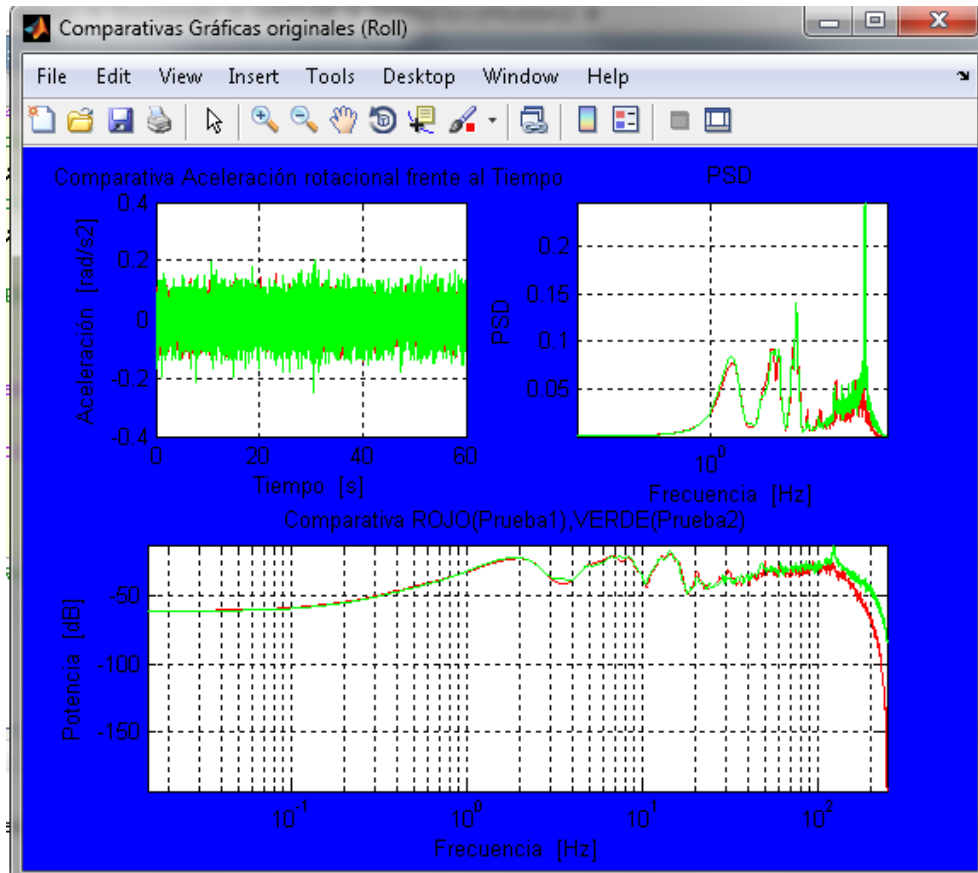 Comparativas Gráficas originales (Roll)
File Edit View Insert Tools Desktop Window Help
Comparativa Aceleración rotacional frente al Tiempo
0.4
0.2
0
-0.2
-0.4
Aceleración [rad/s2]
0 20 40 60
Tiempo [s]
PSD
0.2
0.15
0.1
0.05
PSD
10^0
Frecuencia [Hz]
Comparativa ROJO(Prueba1),VERDE(Prueba2)
-50
-100
-150
Potencia [dB]
10^-1 10^0 10^1 10^2
Frecuencia [Hz]